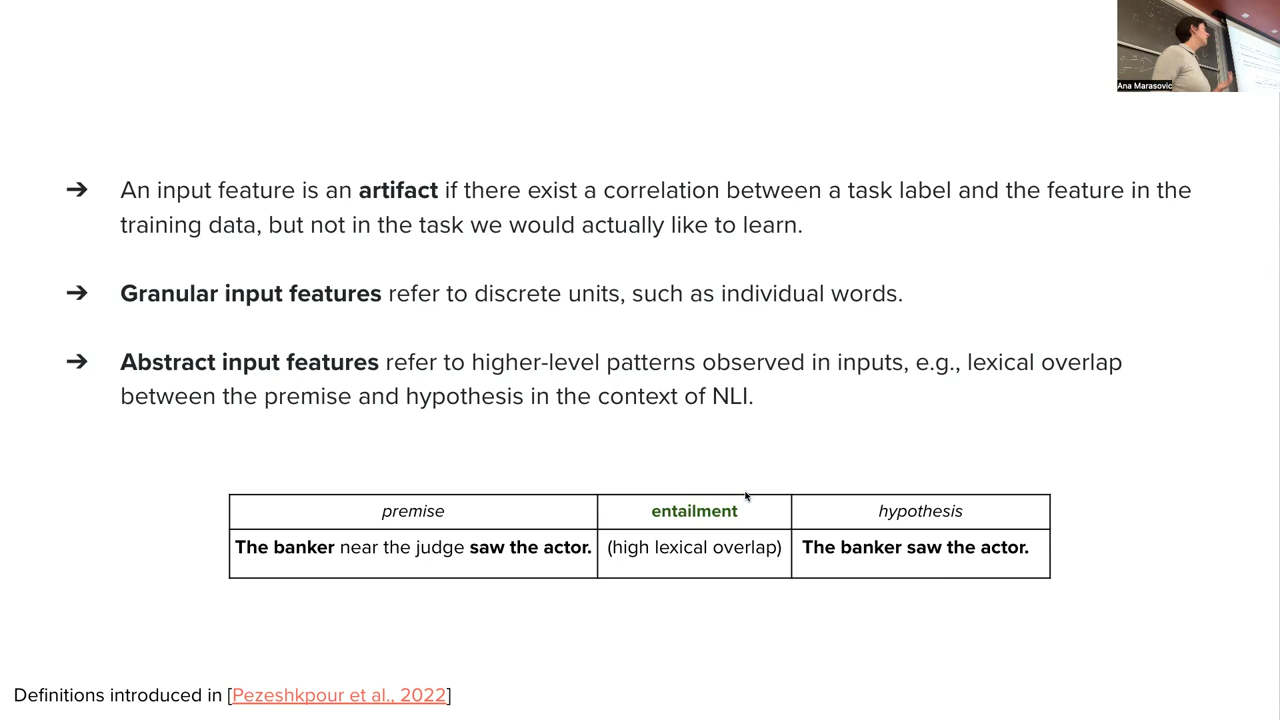 Ana Marasovic
➔ An input feature is an artifact if there exist a correlation between a task label and the feature in the
training data, but not in the task we would actually like to learn.
➔ Granular input features refer to discrete units, such as individual words.
➔ Abstract input features refer to higher-level patterns observed in inputs, e.g., lexical overlap
between the premise and hypothesis in the context of NLI.
premise entailment hypothesis
The banker near the judge saw the actor. (high lexical overlap) The banker saw the actor.
Definitions introduced in [Pezeshkpour et al., 2022]